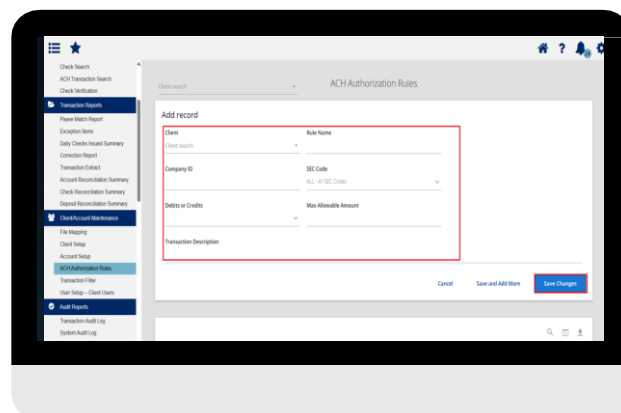 ?
Check Search
ACH Transaction Search
Check Verification
Transaction Reports
Payee Match Report
Exception Items
Daily Checks Issued Summary
Correction Report
Transaction Extract
Account Reconciliation Summary
Check Reconciliation Summary
Deposit Reconciliation Summary
Client/Account Maintenance
File Mapping
Client Setup
Account Setup
ACH Authorization Rules
Transaction Filter
User Setup – Client Users
Audit Reports
Transaction Audit Log
System Audit Log
Client search
ACH Authorization Rules
Add record
Client
Rule Name
Client search
Company ID
SEC Code
ALL - All SEC Codes
Debits or Credits
Max Allowable Amount
Transaction Description
Cancel
Save and Add More
Save Changes